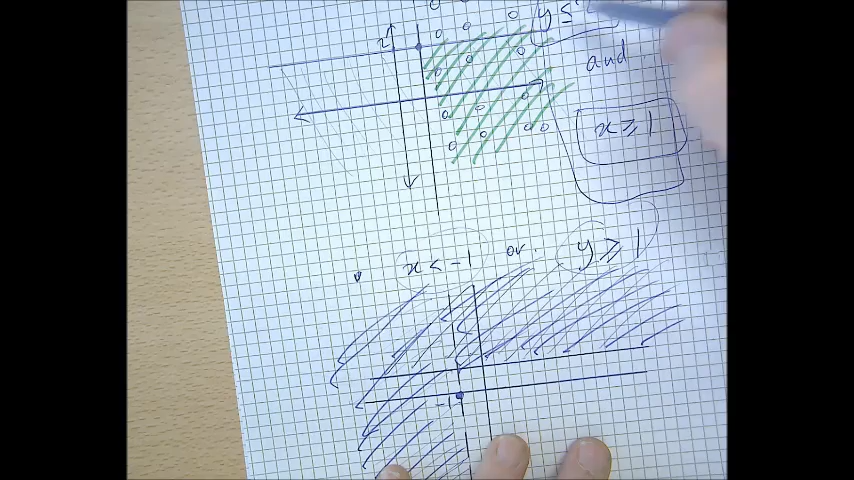 2
y ≤
and
x ≥ 1
x < -1 or y ≥ 1
-1